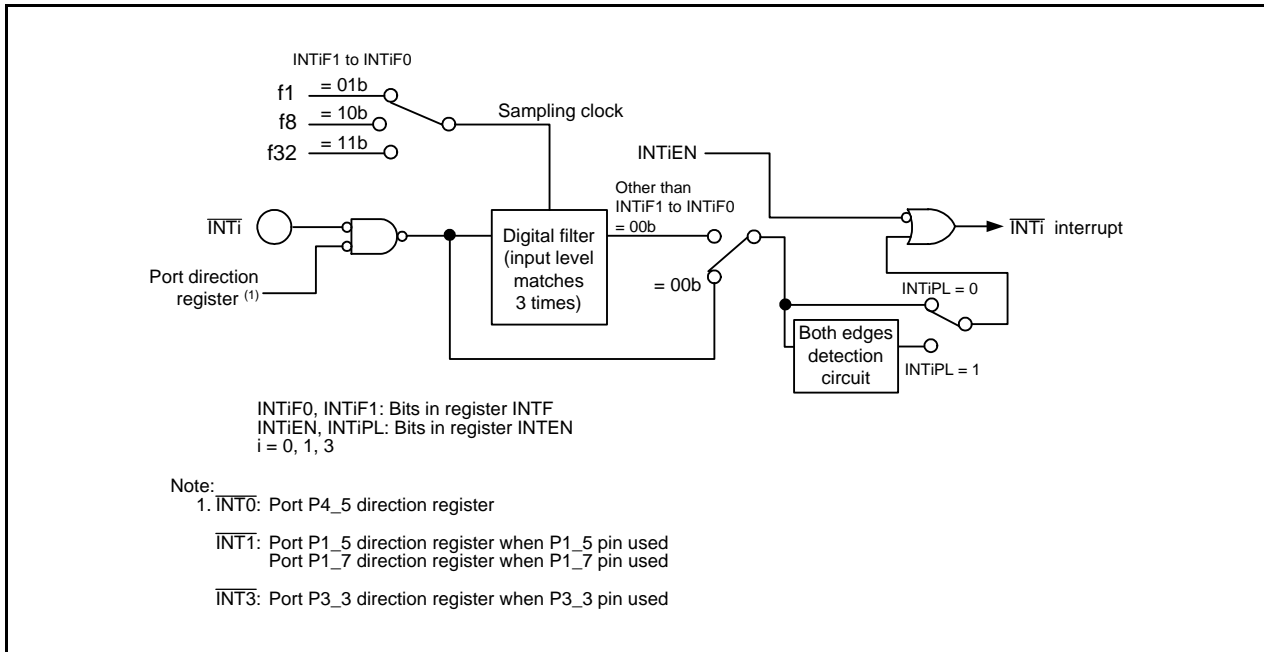 INTiF1 to INTiF0
f1
= 01b
f8
= 10b
f32
= 11b
Sampling clock
INTiEN
Other than
INTiF1 to INTiF0
= 00b
INTi
Digital filter
(input level
matches
3 times)
INTi interrupt
Port direction
register (1)
= 00b
INTiPL = 0
Both edges
detection
circuit
INTiPL = 1
INTiF0, INTiF1: Bits in register INTF
INTiEN, INTiPL: Bits in register INTEN
i = 0, 1, 3
Note:
1. INT0: Port P4_5 direction register
INT1: Port P1_5 direction register when P1_5 pin used
Port P1_7 direction register when P1_7 pin used
INT3: Port P3_3 direction register when P3_3 pin used